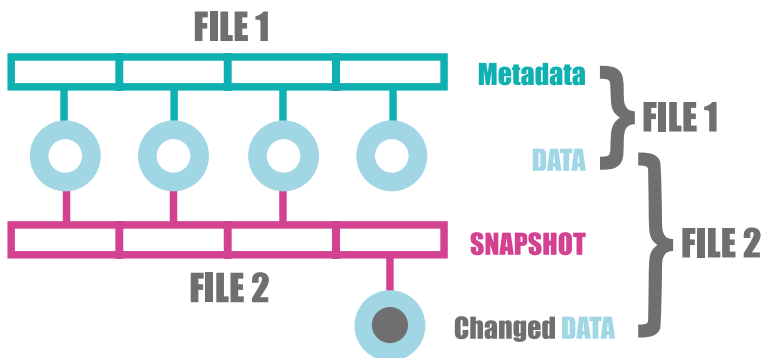 FILE 1
Metadata
FILE 1
DATA
SNAPSHOT
FILE 2
FILE 2
Changed DATA